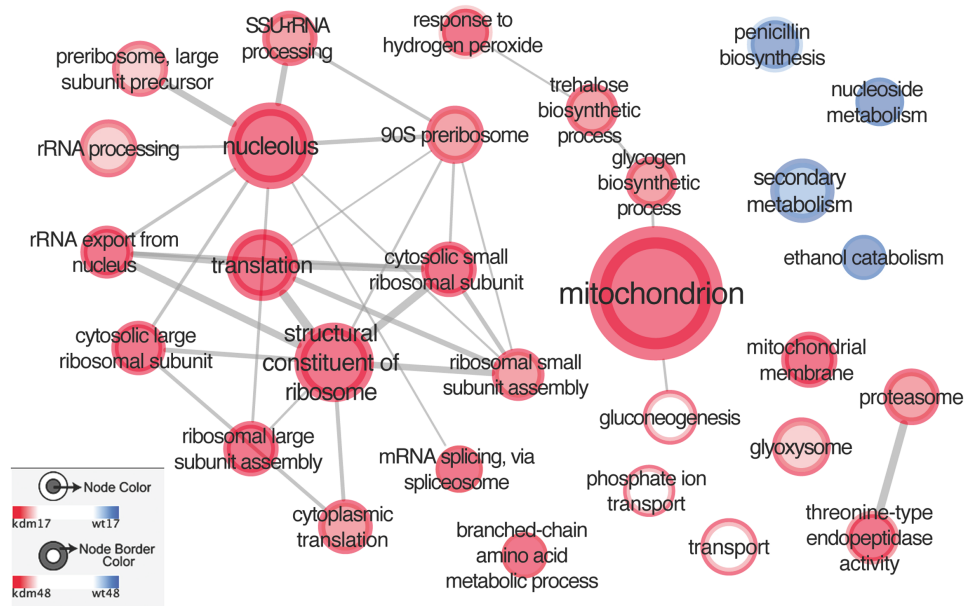 preribosome, large
subunit precursor
SSU-rRNA
processing
response to
hydrogen peroxide
penicillin
biosynthesis
nucleoside
metabolism
trehalose
biosynthetic
process
rRNA processing
nucleolus
90S preribosome
glycogen
biosynthetic
process
secondary
metabolism
rRNA export from
nucleus
translation
cytosolic small
ribosomal subunit
ethanol catabolism
mitochondrion
cytosolic large
ribosomal subunit
structural
constituent of
ribosome
ribosomal small
subunit assembly
mitochondrial
membrane
proteasome
gluconeogenesis
ribosomal large
subunit assembly
mRNA splicing, via
spliceosome
glyoxysome
phosphate ion
transport
cytoplasmic
translation
branched-chain
amino acid
metabolic process
transport
threonine-type
endopeptidase
activity
Node Color
kdm17 wt17
Node Border
Color
kdm48 wt48